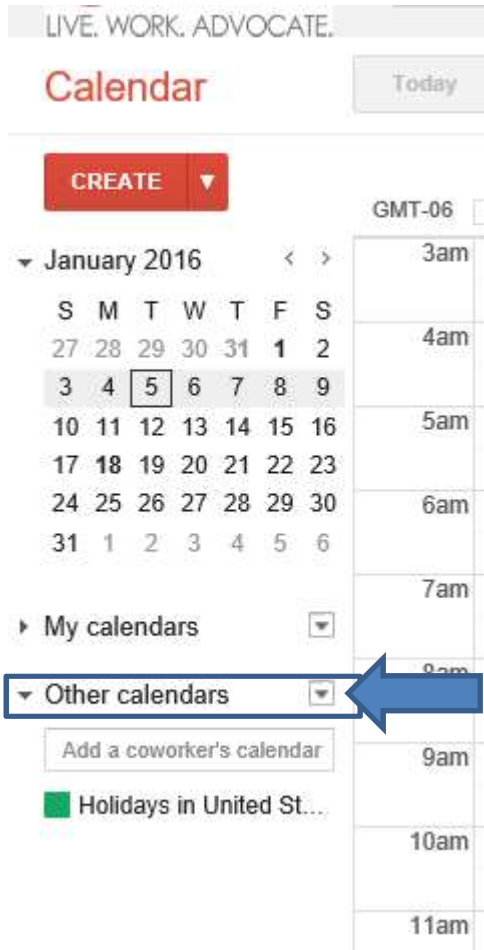 LIVE. WORK. ADVOCATE.
Calendar
Today
CREATE
GMT-06
January 2016 < >
S M T W T F S
27 28 29 30 31 1 2
3 4 5 6 7 8 9
10 11 12 13 14 15 16
17 18 19 20 21 22 23
24 25 26 27 28 29 30
31 1 2 3 4 5 6
My calendars
Other calendars
Add a coworker's calendar
Holidays in United St...
3am
4am
5am
6am
7am
8am
9am
10am
11am